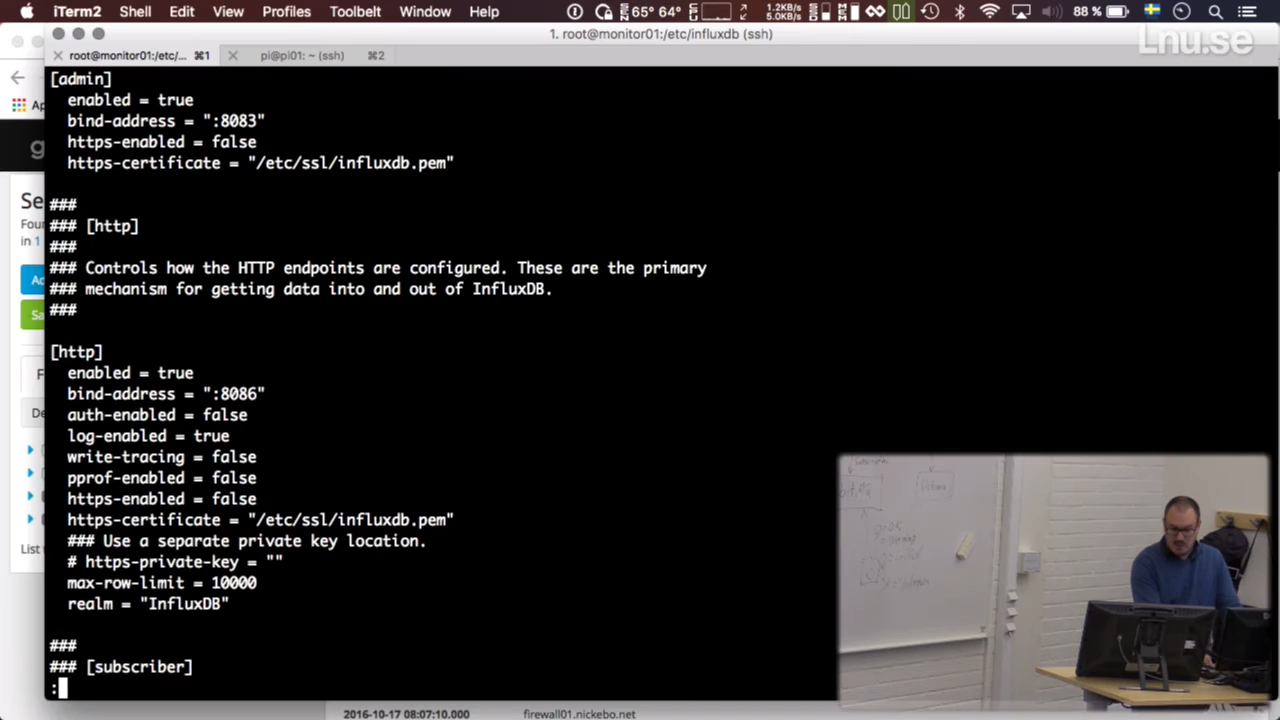 iTerm2 Shell Edit View Profiles Toolbelt Window Help 65° 64° 1.2KB/s 5.0KB/s 88 %
1. root@monitor01:/etc/influxdb (ssh)
Lnu.se
root@monitor01:/etc/... ⌘1 pi@pi01: ~ (ssh) ⌘2
[admin]
enabled = true
bind-address = ":8083"
https-enabled = false
https-certificate = "/etc/ssl/influxdb.pem"
###
### [http]
###
### Controls how the HTTP endpoints are configured. These are the primary
### mechanism for getting data into and out of InfluxDB.
###
[http]
enabled = true
bind-address = ":8086"
auth-enabled = false
log-enabled = true
write-tracing = false
pprof-enabled = false
https-enabled = false
https-certificate = "/etc/ssl/influxdb.pem"
### Use a separate private key location.
# https-private-key = ""
max-row-limit = 10000
realm = "InfluxDB"
###
### [subscriber]
:
2016-10-17 08:07:10.000 firewall01.nickebo.net